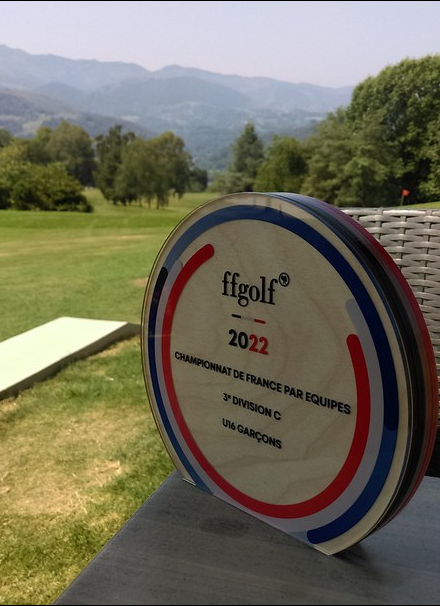 ffgolf
2022
CHAMPIONNAT DE FRANCE PAR EQUIPES
3e DIVISION C
U16 GARÇONS